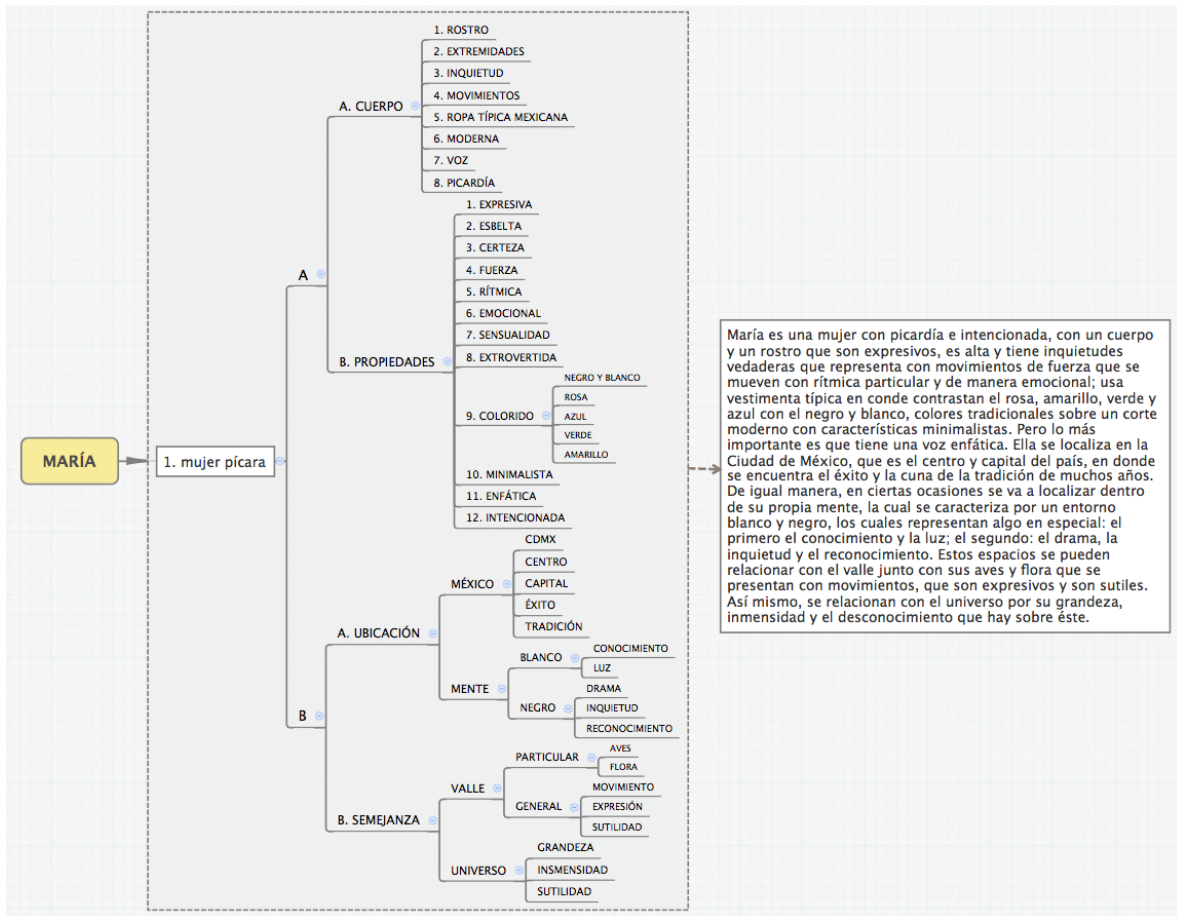 MARÍA
1. mujer pícara
A
A. CUERPO
1. ROSTRO
2. EXTREMIDADES
3. INQUIETUD
4. MOVIMIENTOS
5. ROPA TÍPICA MEXICANA
6. MODERNA
7. VOZ
8. PICARDÍA
B. PROPIEDADES
1. EXPRESIVA
2. ESBELTA
3. CERTEZA
4. FUERZA
5. RÍTMICA
6. EMOCIONAL
7. SENSUALIDAD
8. EXTROVERTIDA
9. COLORIDO
NEGRO Y BLANCO
ROSA
AZUL
VERDE
AMARILLO
10. MINIMALISTA
11. ENFÁTICA
12. INTENCIONADA
B
A. UBICACIÓN
MÉXICO
CDMX
CENTRO
CAPITAL
ÉXITO
TRADICIÓN
MENTE
BLANCO
CONOCIMIENTO
LUZ
NEGRO
DRAMA
INQUIETUD
RECONOCIMIENTO
B. SEMEJANZA
VALLE
PARTICULAR
AVES
FLORA
GENERAL
MOVIMIENTO
EXPRESIÓN
SUTILIDAD
UNIVERSO
GRANDEZA
INSMENSIDAD
SUTILIDAD
María es una mujer con picardía e intencionada, con un cuerpo
y un rostro que son expresivos, es alta y tiene inquietudes
vedaderas que representa con movimientos de fuerza que se
mueven con rítmica particular y de manera emocional; usa
vestimenta típica en conde contrastan el rosa, amarillo, verde y
azul con el negro y blanco, colores tradicionales sobre un corte
moderno con características minimalistas. Pero lo más
importante es que tiene una voz enfática. Ella se localiza en la
Ciudad de México, que es el centro y capital del país, en donde
se encuentra el éxito y la cuna de la tradición de muchos años.
De igual manera, en ciertas ocasiones se va a localizar dentro
de su propia mente, la cual se caracteriza por un entorno
blanco y negro, los cuales representan algo en especial: el
primero el conocimiento y la luz; el segundo: el drama, la
inquietud y el reconocimiento. Estos espacios se pueden
relacionar con el valle junto con sus aves y flora que se
presentan con movimientos, que son expresivos y son sutiles.
Así mismo, se relacionan con el universo por su grandeza,
inmensidad y el desconocimiento que hay sobre éste.